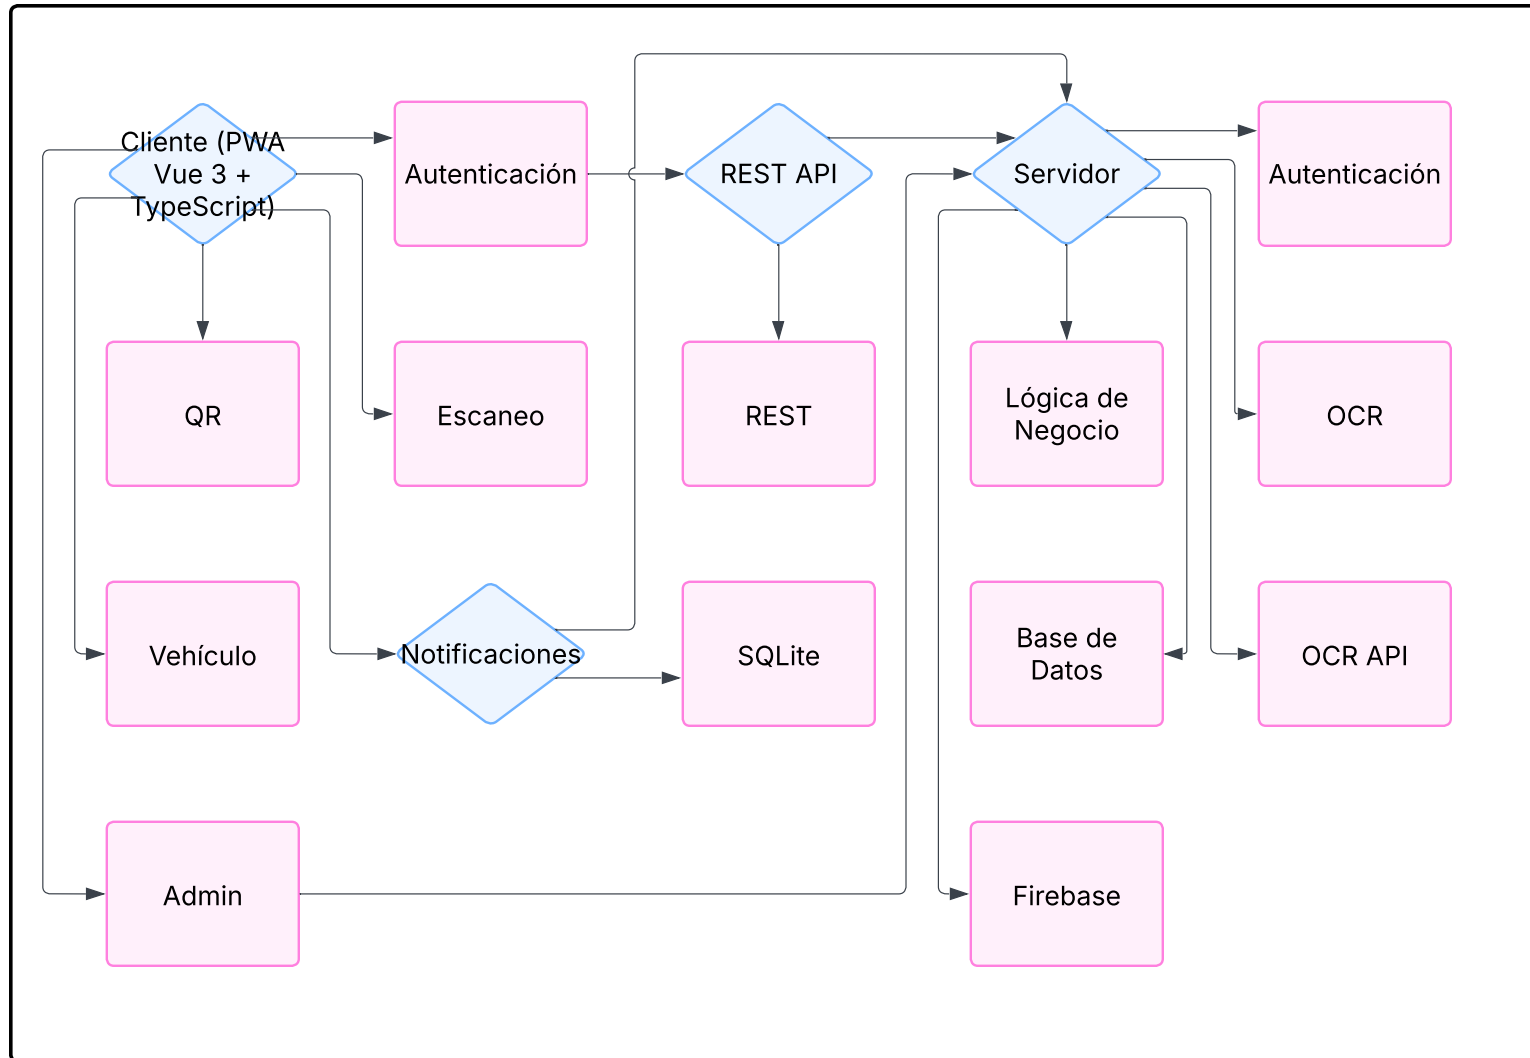 Cliente (PWA
Vue 3 +
TypeScript)
Autenticación
REST API
Servidor
Autenticación
QR
Escaneo
REST
Lógica de
Negocio
OCR
Vehículo
Notificaciones
SQLite
Base de
Datos
OCR API
Admin
Firebase